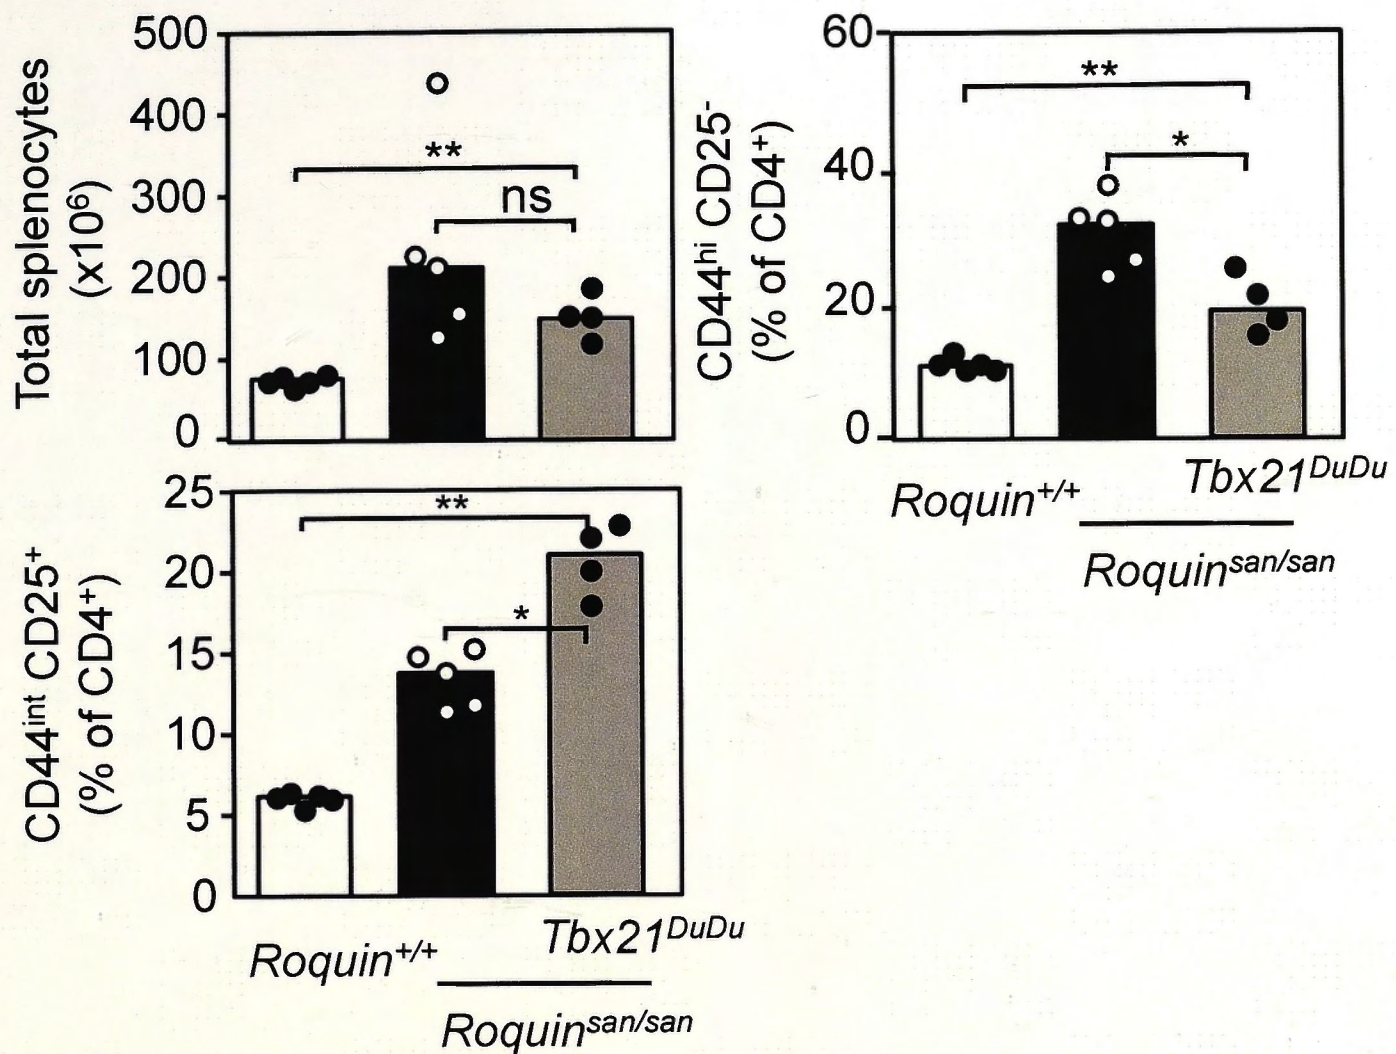 Total splenocytes
(x10⁶)
500
400
300
200
100
0
**
ns
CD44ʰⁱ CD25⁻
(% of CD4⁺)
60
40
20
0
**
*
Roquin⁺/⁺
Tbx21ᴰᵘᴰᵘ
Roquinˢᵃⁿ/ˢᵃⁿ
CD44ⁱⁿᵗ CD25⁺
(% of CD4⁺)
25
20
15
10
5
0
**
*
Roquin⁺/⁺
Tbx21ᴰᵘᴰᵘ
Roquinˢᵃⁿ/ˢᵃⁿ